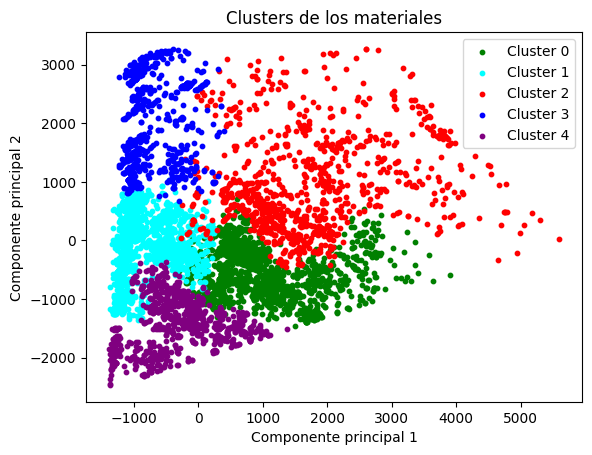 Clusters de los materiales
Cluster 0
Cluster 1
Cluster 2
Cluster 3
Cluster 4
3000
2000
1000
0
−1000
−2000
Componente principal 2
−1000
0
1000
2000
3000
4000
5000
Componente principal 1